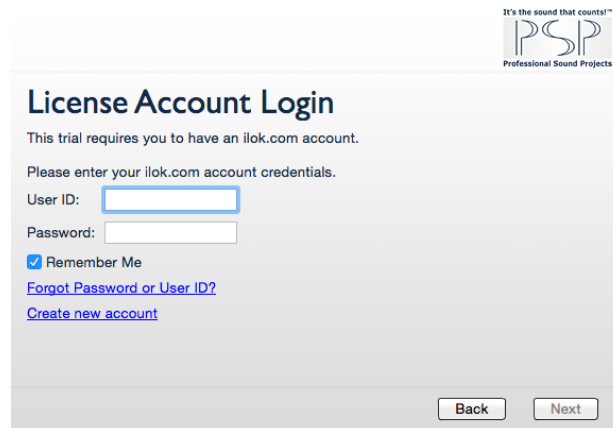 It's the sound that counts!™
PSP
Professional Sound Projects
License Account Login
This trial requires you to have an ilok.com account.
Please enter your ilok.com account credentials.
User ID:
Password:
Remember Me
Forgot Password or User ID?
Create new account
Back
Next